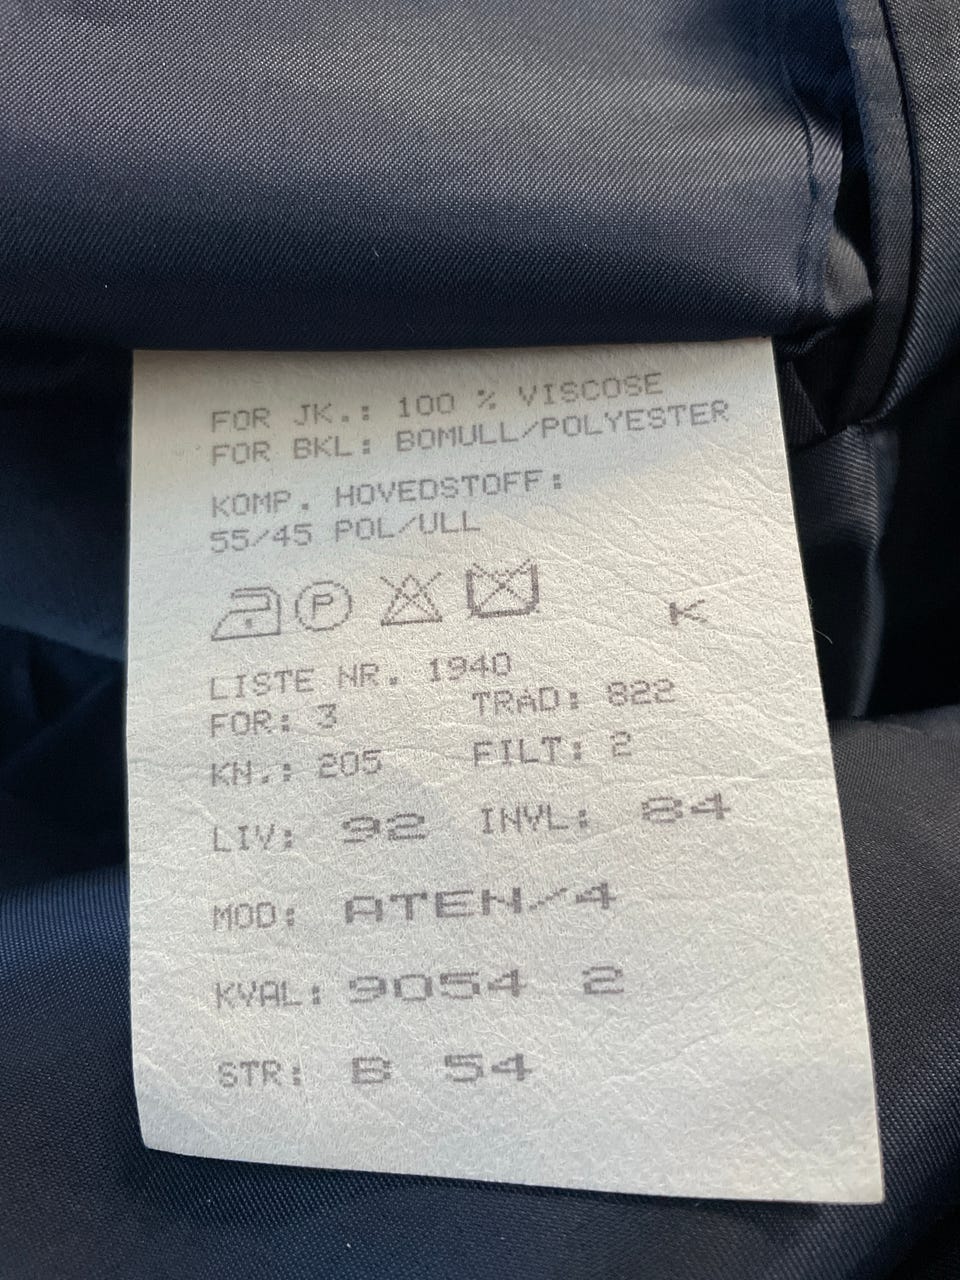 FOR JK.: 100 % VISCOSE
FOR BKL: BOMULL/POLYESTER
KOMP. HOVEDSTOFF:
55/45 POL/ULL
P
K
LISTE NR. 1940
FOR: 3 TRAD: 822
KN.: 205 FILT: 2
LIV: 92 INVL: 84
MOD: ATEN/4
KVAL: 9054 2
STR: B 54